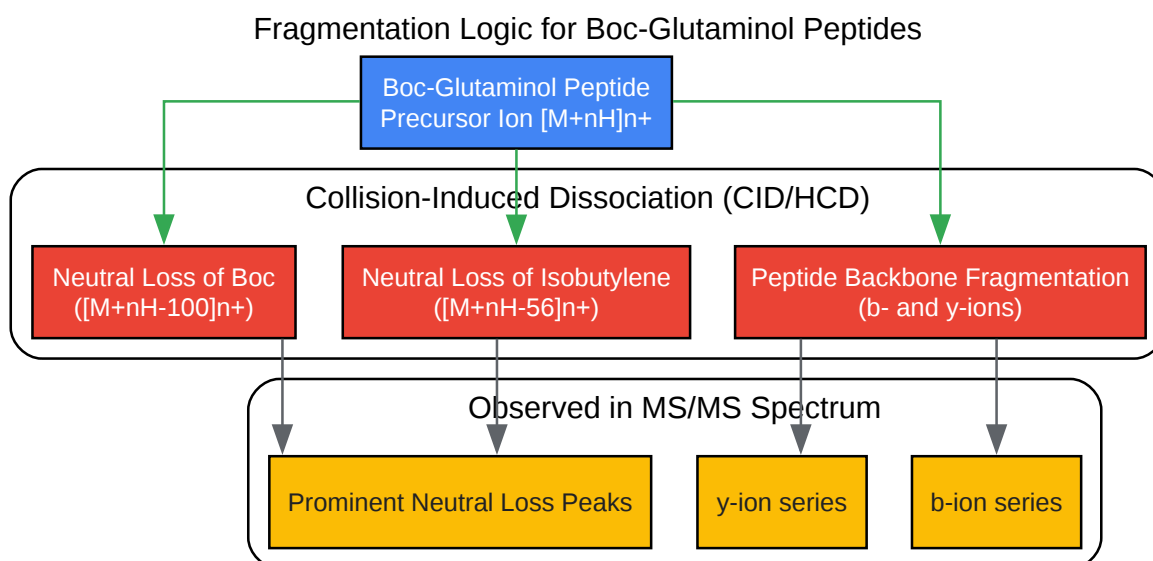 Fragmentation Logic for Boc-Glutaminol Peptides
Boc-Glutaminol Peptide
Precursor Ion [M+nH]n+
Collision-Induced Dissociation (CID/HCD)
Neutral Loss of Boc
([M+nH-100]n+)
Neutral Loss of Isobutylene
([M+nH-56]n+)
Peptide Backbone Fragmentation
(b- and y-ions)
Observed in MS/MS Spectrum
Prominent Neutral Loss Peaks
y-ion series
b-ion series